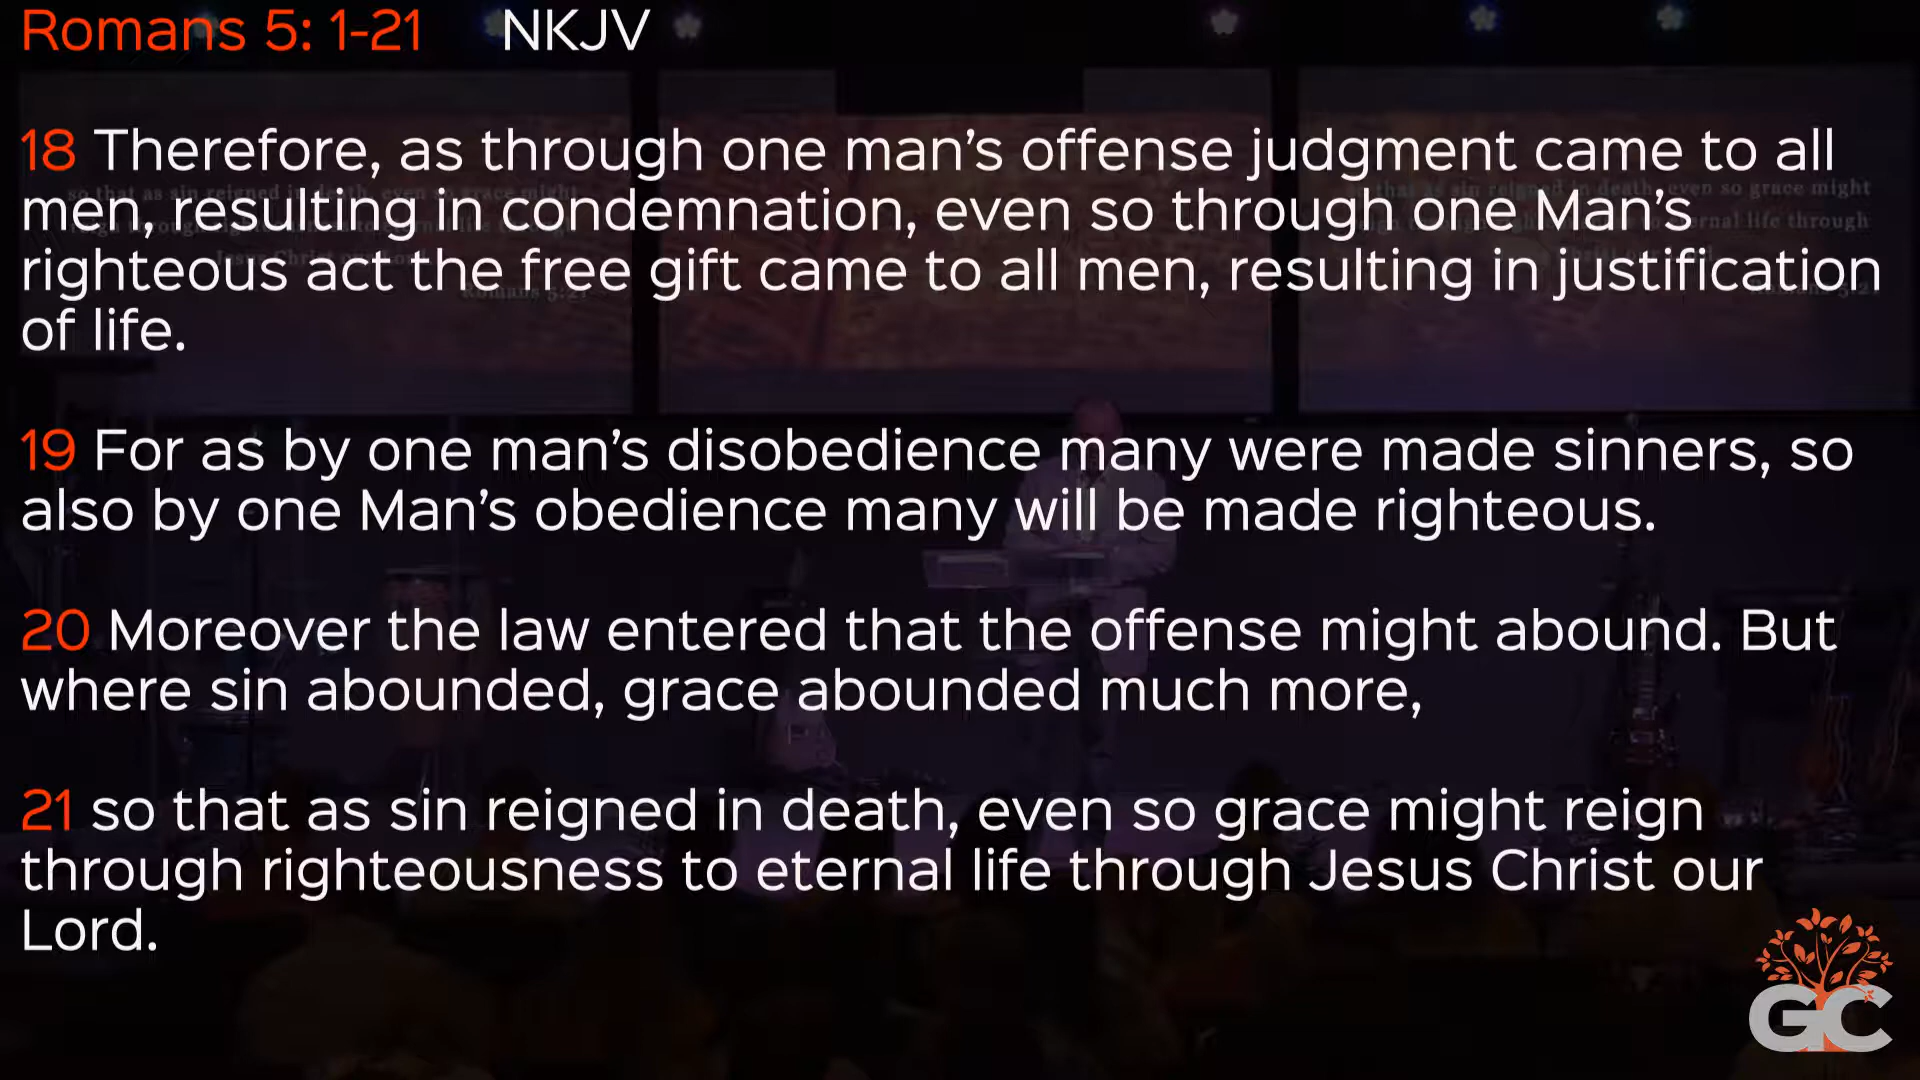 Romans 5: 1-21 NKJV
18 Therefore, as through one man’s offense judgment came to all
men, resulting in condemnation, even so through one Man’s
righteous act the free gift came to all men, resulting in justification
of life.
19 For as by one man’s disobedience many were made sinners, so
also by one Man’s obedience many will be made righteous.
20 Moreover the law entered that the offense might abound. But
where sin abounded, grace abounded much more,
21 so that as sin reigned in death, even so grace might reign
through righteousness to eternal life through Jesus Christ our
Lord.
GC